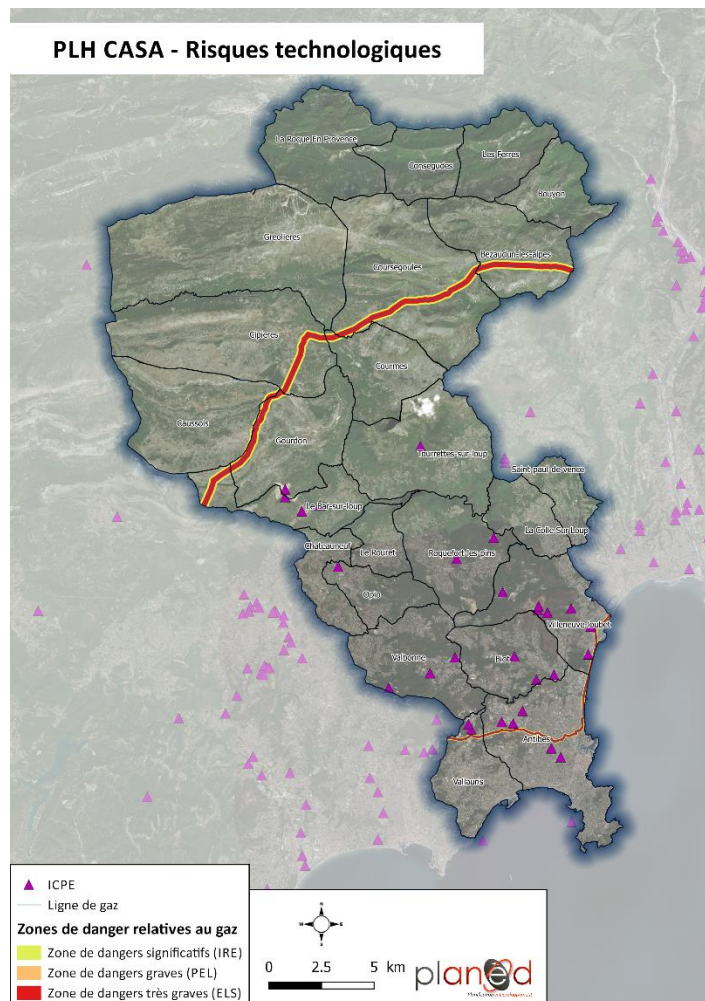 PLH CASA - Risques technologiques
La Roque En Provence
Consegudes
Les Ferres
Bouyon
Greolieres
Coursegoules
Bezaudun-les-alpes
Cipieres
Courmes
Caussols
Gourdon
Tourrettes-sur-loup
Saint paul de vence
Le Bar-sur-loup
La Colle Sur Loup
Chateauneuf
Le Rouret
Roquefort-les-pins
Opio
Villeneuve-loubet
Valbonne
Biot
Antibes
Vallauris
ICPE
Ligne de gaz
Zones de danger relatives au gaz
Zone de dangers significatifs (IRE)
Zone de dangers graves (PEL)
Zone de dangers très graves (ELS)
N
W E
S
0 2.5 5 km
planed